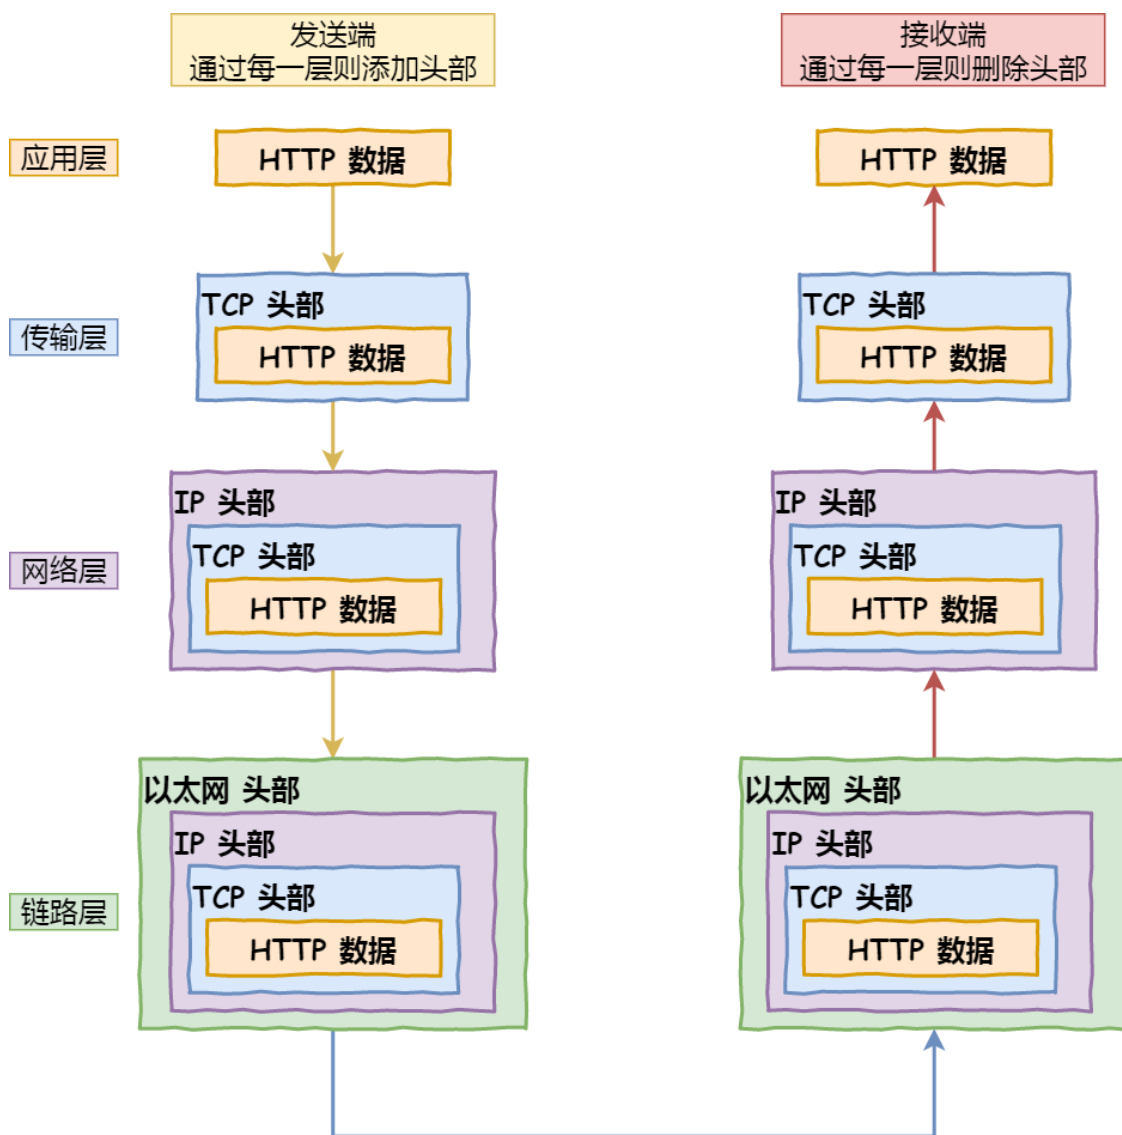 发送端
通过每一层则添加头部
接收端
通过每一层则删除头部
应用层
HTTP 数据
HTTP 数据
传输层
TCP 头部
HTTP 数据
TCP 头部
HTTP 数据
网络层
IP 头部
TCP 头部
HTTP 数据
IP 头部
TCP 头部
HTTP 数据
链路层
以太网 头部
IP 头部
TCP 头部
HTTP 数据
以太网 头部
IP 头部
TCP 头部
HTTP 数据